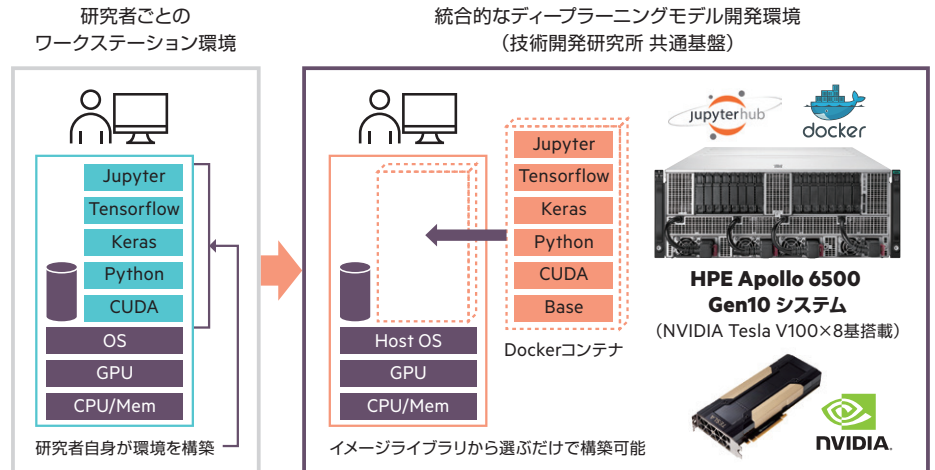 研究者ごとの
ワークステーション環境
Jupyter
Tensorflow
Keras
Python
CUDA
OS
GPU
CPU/Mem
研究者自身が環境を構築
統合的なディープラーニングモデル開発環境
（技術開発研究所 共通基盤）
Host OS
GPU
CPU/Mem
Jupyter
Tensorflow
Keras
Python
CUDA
Base
Dockerコンテナ
イメージライブラリから選ぶだけで構築可能
jupyterhub
docker
HPE Apollo 6500
Gen10 システム
（NVIDIA Tesla V100×8基搭載）
NVIDIA.